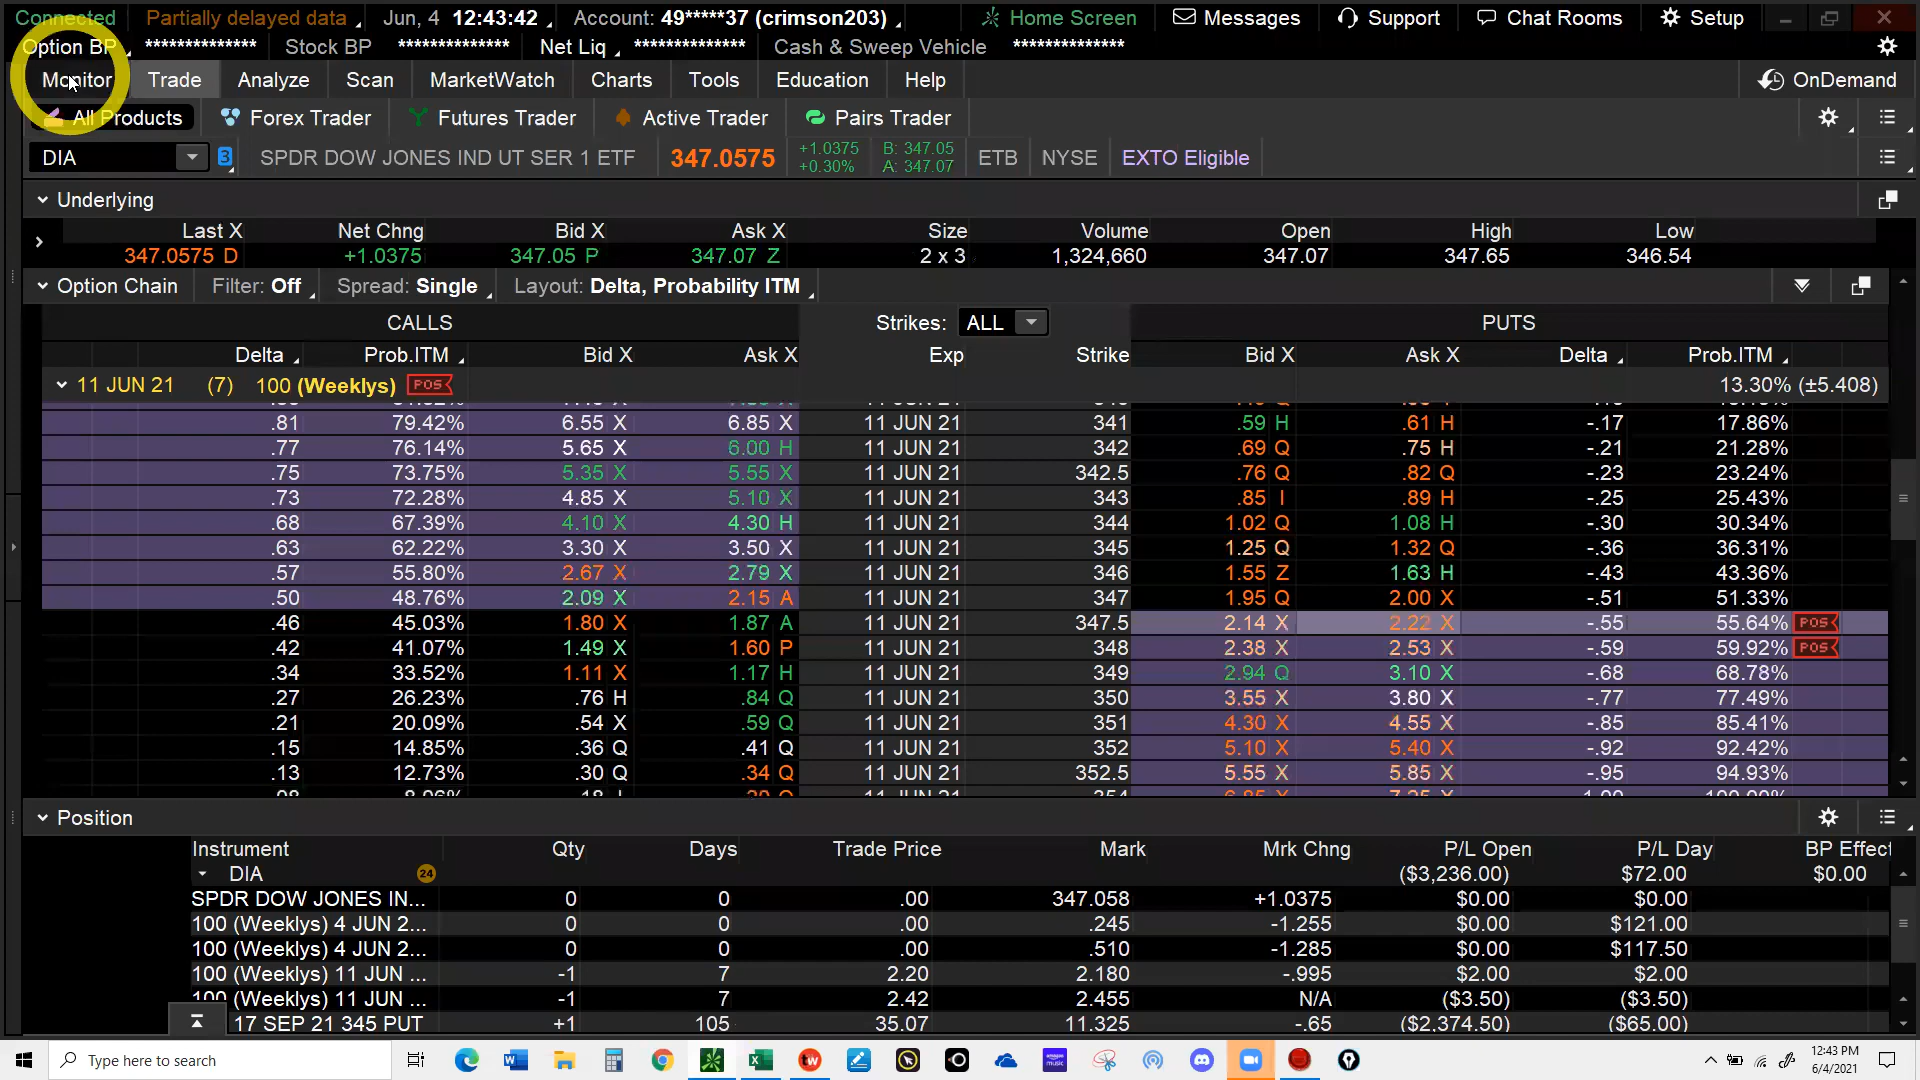 Connected Partially delayed data Jun, 4 12:43:42 Account: 49*****37 (crimson203) Home Screen Messages Support Chat Rooms Setup
Option BP ************** Stock BP ************** Net Liq ************** Cash & Sweep Vehicle **************
Monitor Trade Analyze Scan MarketWatch Charts Tools Education Help OnDemand
All Products Forex Trader Futures Trader Active Trader Pairs Trader
DIA 3 SPDR DOW JONES IND UT SER 1 ETF 347.0575 +1.0375 B: 347.05 ETB NYSE EXTO Eligible
+0.30% A: 347.07
Underlying
Last X Net Chng Bid X Ask X Size Volume Open High Low
347.0575 D +1.0375 347.05 P 347.07 Z 2 x 3 1,324,660 347.07 347.65 346.54
Option Chain Filter: Off Spread: Single Layout: Delta, Probability ITM
CALLS Strikes: ALL PUTS
Delta Prob.ITM Bid X Ask X Exp Strike Bid X Ask X Delta Prob.ITM
11 JUN 21 (7) 100 (Weeklys) POS 13.30% (±5.408)
.81 79.42% 6.55 X 6.85 X 11 JUN 21 341 .59 H .61 H -.17 17.86%
.77 76.14% 5.65 X 6.00 H 11 JUN 21 342 .69 Q .75 H -.21 21.28%
.75 73.75% 5.35 X 5.55 X 11 JUN 21 342.5 .76 Q .82 Q -.23 23.24%
.73 72.28% 4.85 X 5.10 X 11 JUN 21 343 .85 I .89 H -.25 25.43%
.68 67.39% 4.10 X 4.30 H 11 JUN 21 344 1.02 Q 1.08 H -.30 30.34%
.63 62.22% 3.30 X 3.50 X 11 JUN 21 345 1.25 Q 1.32 Q -.36 36.31%
.57 55.80% 2.67 X 2.79 X 11 JUN 21 346 1.55 Z 1.63 H -.43 43.36%
.50 48.76% 2.09 X 2.15 A 11 JUN 21 347 1.95 Q 2.00 X -.51 51.33%
.46 45.03% 1.80 X 1.87 A 11 JUN 21 347.5 2.14 X 2.22 X -.55 55.64% POS
.42 41.07% 1.49 X 1.60 P 11 JUN 21 348 2.38 X 2.53 X -.59 59.92% POS
.34 33.52% 1.11 X 1.17 H 11 JUN 21 349 2.94 Q 3.10 X -.68 68.78%
.27 26.23% .76 H .84 Q 11 JUN 21 350 3.55 X 3.80 X -.77 77.49%
.21 20.09% .54 X .59 Q 11 JUN 21 351 4.30 X 4.55 X -.85 85.41%
.15 14.85% .36 Q .41 Q 11 JUN 21 352 5.10 X 5.40 X -.92 92.42%
.13 12.73% .30 Q .34 Q 11 JUN 21 352.5 5.55 X 5.85 X -.95 94.93%
Position
Instrument Qty Days Trade Price Mark Mrk Chng P/L Open P/L Day BP Effect
DIA 24 ($3,236.00) $72.00 $0.00
SPDR DOW JONES IN... 0 0 .00 347.058 +1.0375 $0.00 $0.00
100 (Weeklys) 4 JUN 2... 0 0 .00 .245 -1.255 $0.00 $121.00
100 (Weeklys) 4 JUN 2... 0 0 .00 .510 -1.285 $0.00 $117.50
100 (Weeklys) 11 JUN ... -1 7 2.20 2.180 -.995 $2.00 $2.00
100 (Weeklys) 11 JUN ... -1 7 2.42 2.455 N/A ($3.50) ($3.50)
17 SEP 21 345 PUT +1 105 35.07 11.325 -.65 ($2,374.50) ($65.00)
Type here to search 12:43 PM
6/4/2021